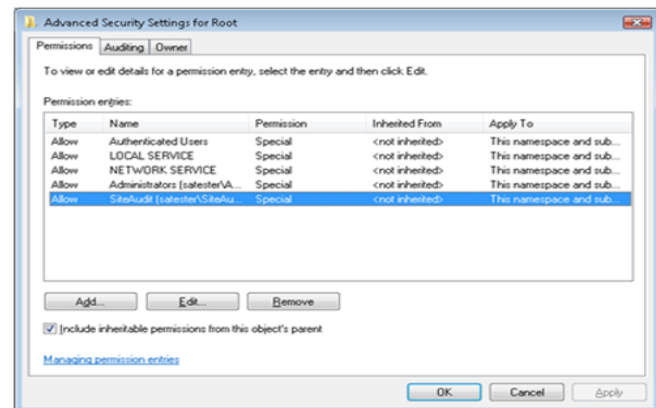 Advanced Security Settings for Root
Permissions Auditing Owner
To view or edit details for a permission entry, select the entry and then click Edit.
Permission entries:
Type Name Permission Inherited From Apply To
Allow Authenticated Users Special <not inherited> This namespace and sub...
Allow LOCAL SERVICE Special <not inherited> This namespace and sub...
Allow NETWORK SERVICE Special <not inherited> This namespace and sub...
Allow Administrators (satester\A... Special <not inherited> This namespace and sub...
Allow SiteAudit (satester\SiteAu... Special <not inherited> This namespace and sub...
Add... Edit... Remove
Include inheritable permissions from this object's parent
Managing permission entries
OK Cancel Apply